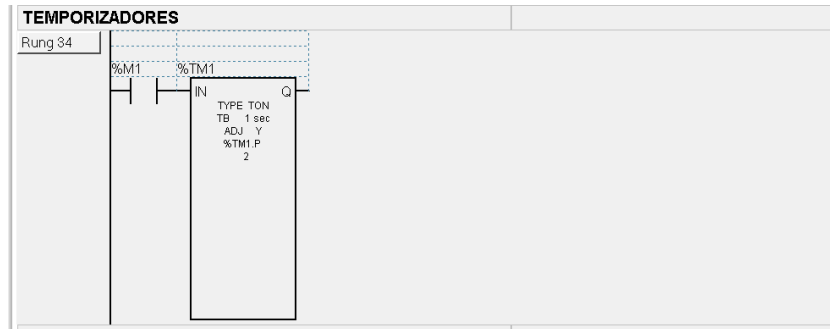 TEMPORIZADORES
Rung 34
%M1 %TM1
IN Q
TYPE TON
TB 1 sec
ADJ Y
%TM1.P
2